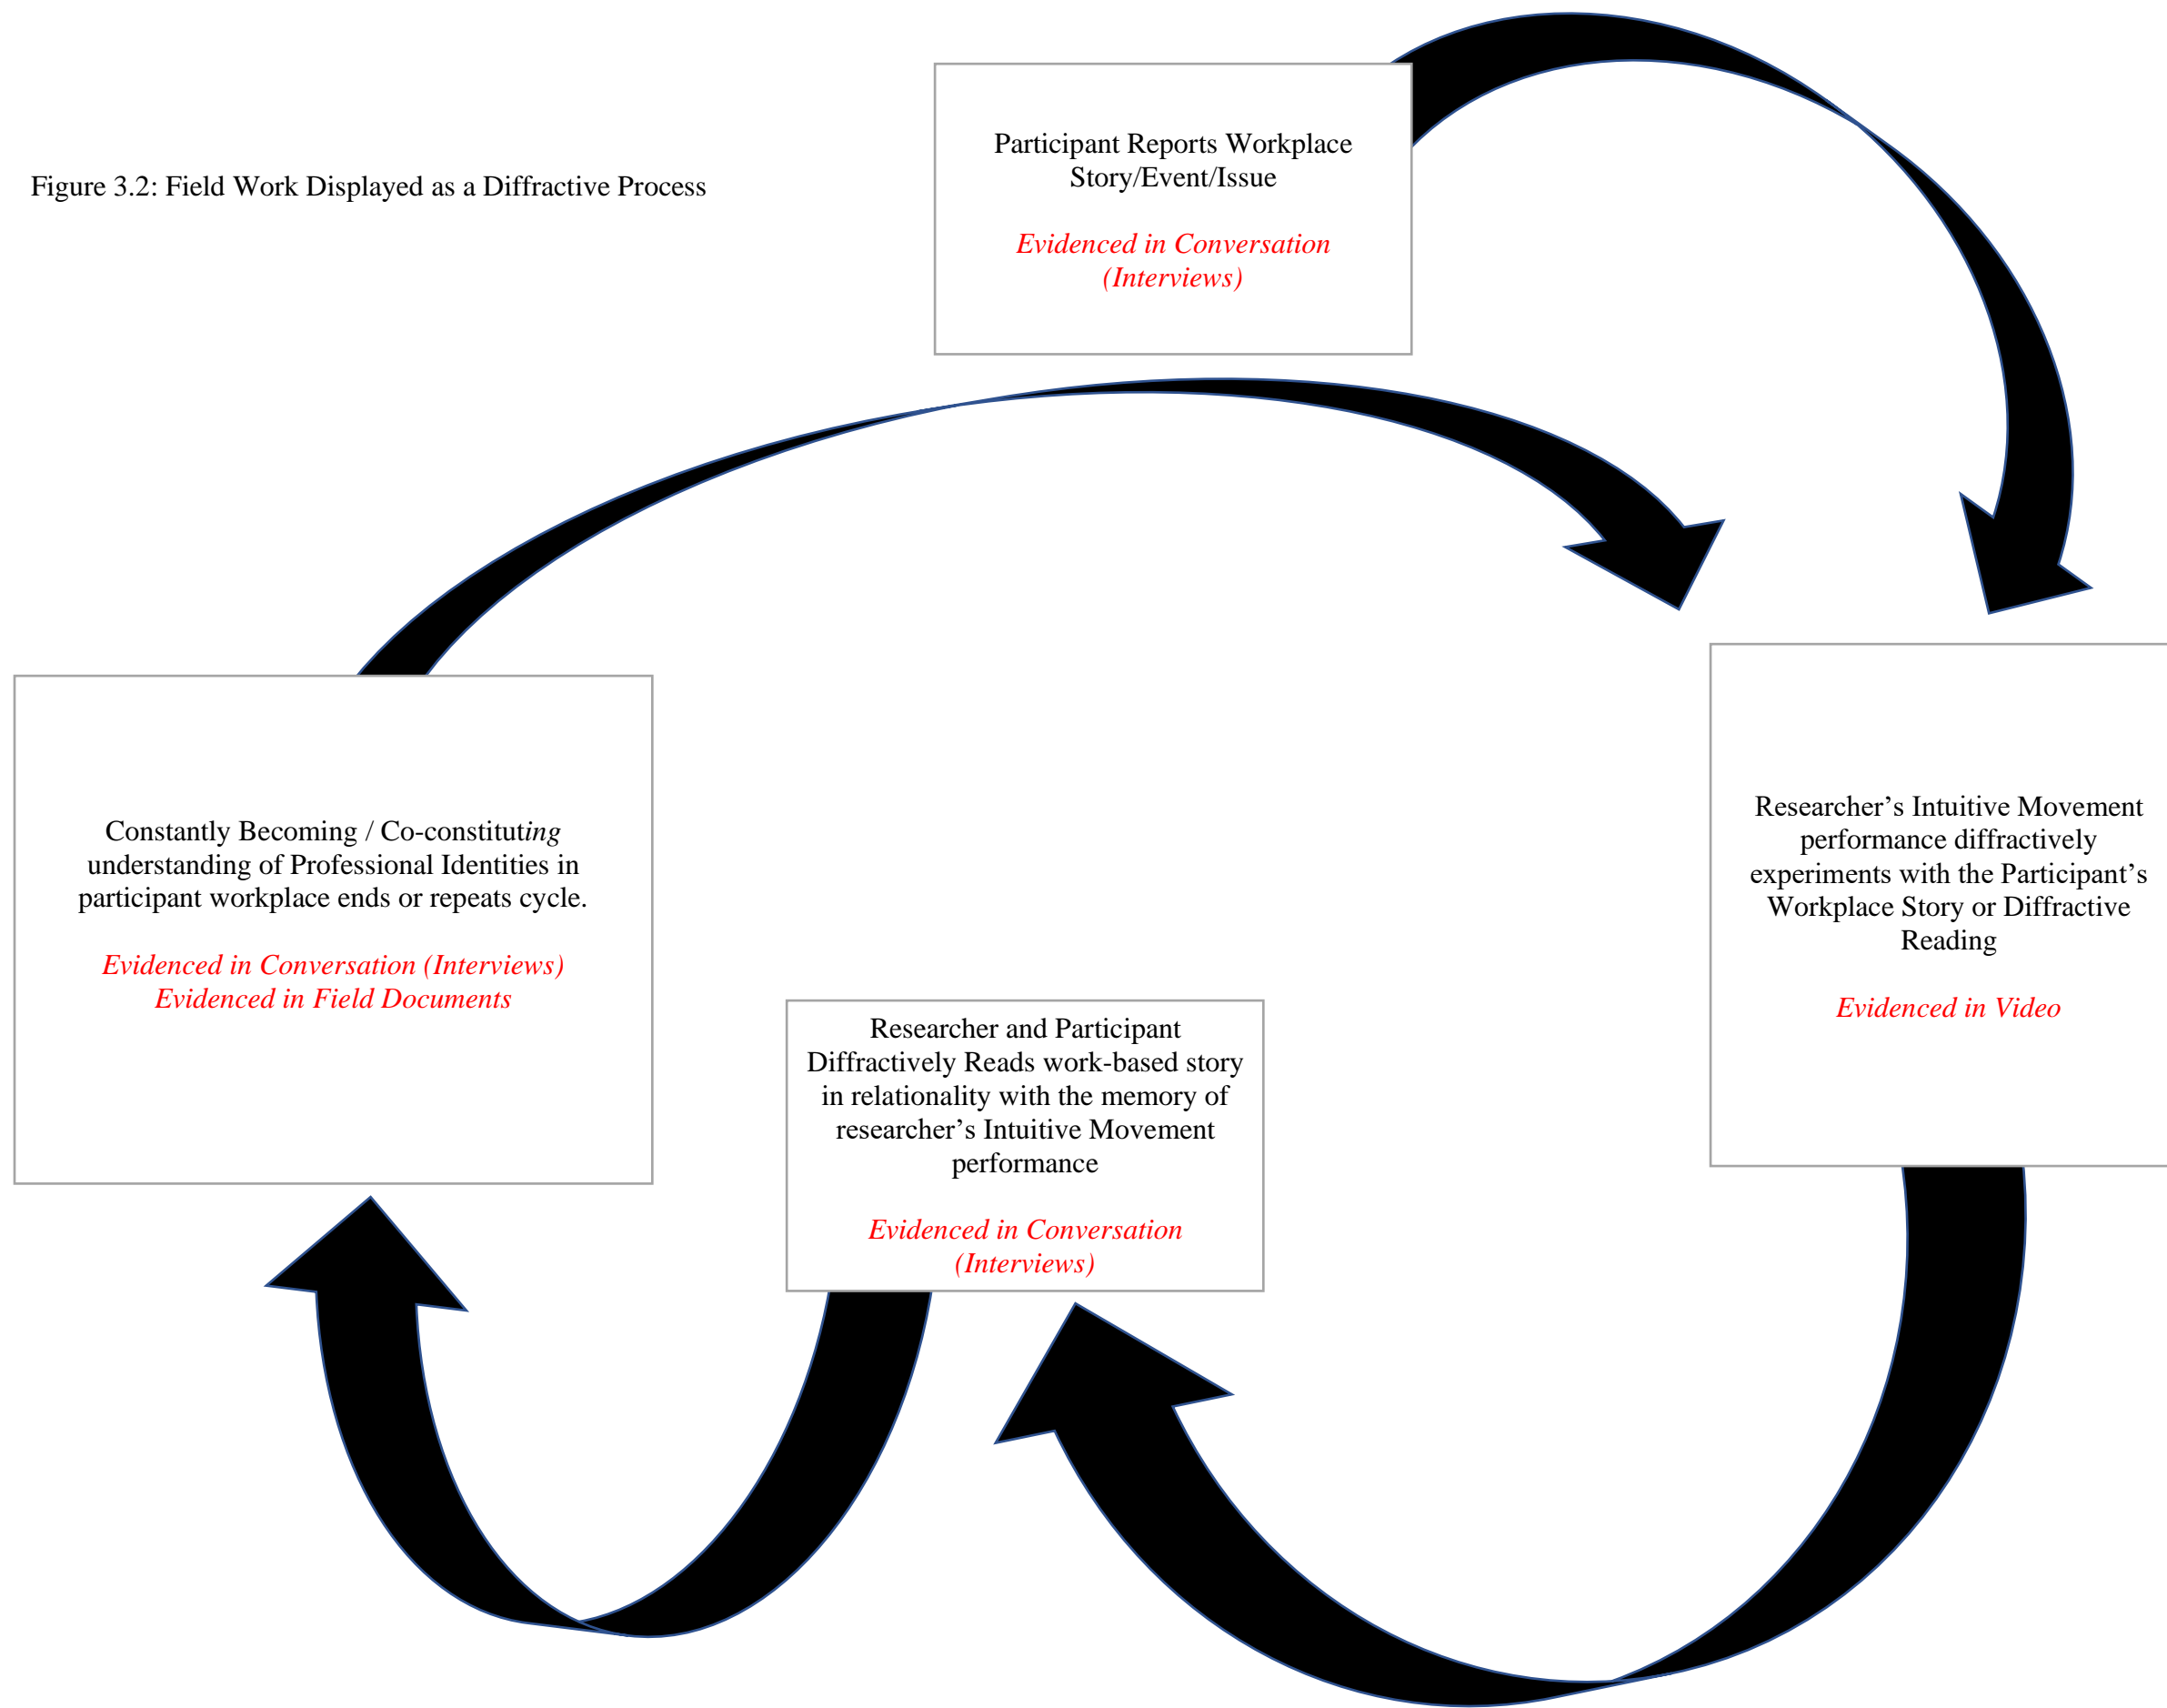 Figure 3.2: Field Work Displayed as a Diffractive Process
Participant Reports Workplace
Story/Event/Issue
Evidenced in Conversation
(Interviews)
Researcher’s Intuitive Movement
performance diffractively
experiments with the Participant’s
Workplace Story or Diffractive
Reading
Evidenced in Video
Researcher and Participant
Diffractively Reads work-based story
in relationality with the memory of
researcher’s Intuitive Movement
performance
Evidenced in Conversation
(Interviews)
Constantly Becoming / Co-constituting
understanding of Professional Identities in
participant workplace ends or repeats cycle.
Evidenced in Conversation (Interviews)
Evidenced in Field Documents